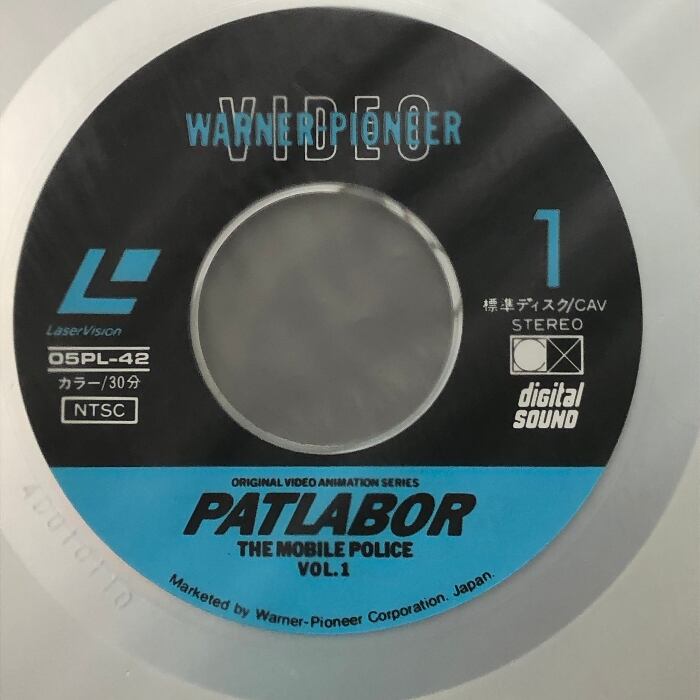 VIDEO
WARNER-PIONEER
1
標準ディスク/CAV
STEREO
digital
SOUND
LaserVision
05PL-42
カラー/30分
NTSC
ORIGINAL VIDEO ANIMATION SERIES
PATLABOR
THE MOBILE POLICE
VOL.1
Marketed by Warner-Pioneer Corporation, Japan.